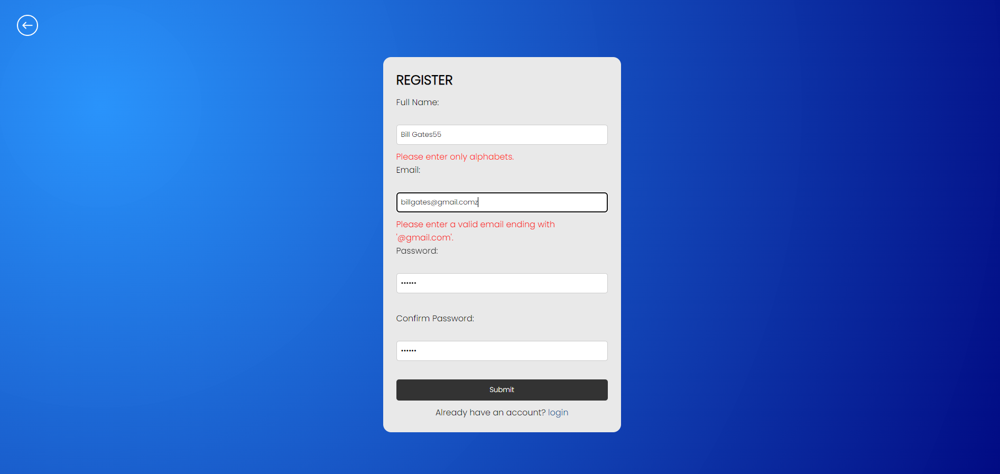 REGISTER
Full Name:
Bill Gates55
Please enter only alphabets.
Email:
billgates@gmail.comz
Please enter a valid email ending with
'@gmail.com'.
Password:
••••••
Confirm Password:
••••••
Submit
Already have an account? login